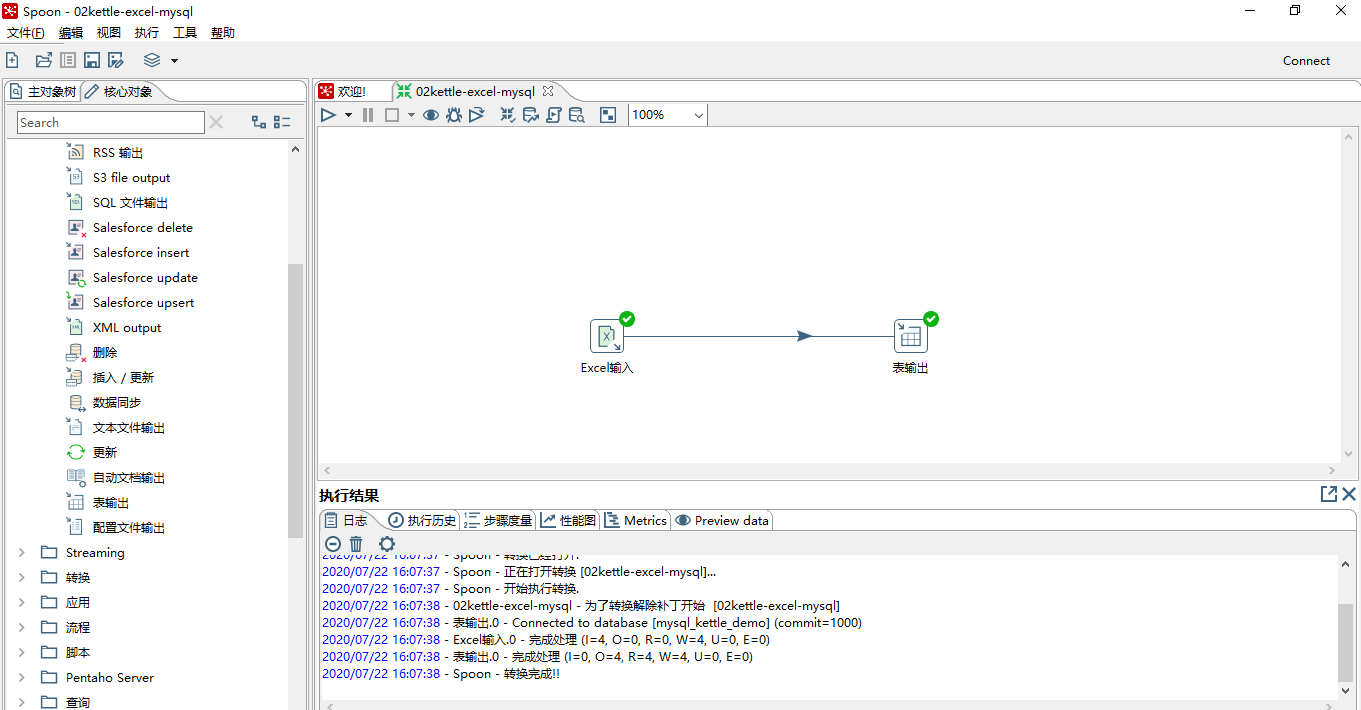 Spoon - 02kettle-excel-mysql
文件(F) 编辑 视图 执行 工具 帮助
Connect
主对象树 核心对象
Search
RSS 输出
S3 file output
SQL 文件输出
Salesforce delete
Salesforce insert
Salesforce update
Salesforce upsert
XML output
删除
插入 / 更新
数据同步
文本文件输出
更新
自动文档输出
表输出
配置文件输出
Streaming
转换
应用
流程
脚本
Pentaho Server
查询
欢迎! 02kettle-excel-mysql
100%
Excel输入 表输出
执行结果
日志 执行历史 步骤度量 性能图 Metrics Preview data
2020/07/22 16:07:37 - Spoon - 转换已经打开.
2020/07/22 16:07:37 - Spoon - 正在打开转换 [02kettle-excel-mysql]...
2020/07/22 16:07:37 - Spoon - 开始执行转换.
2020/07/22 16:07:38 - 02kettle-excel-mysql - 为了转换解除补丁开始  [02kettle-excel-mysql]
2020/07/22 16:07:38 - 表输出.0 - Connected to database [mysql_kettle_demo] (commit=1000)
2020/07/22 16:07:38 - Excel输入.0 - 完成处理 (I=4, O=0, R=0, W=4, U=0, E=0)
2020/07/22 16:07:38 - 表输出.0 - 完成处理 (I=0, O=4, R=4, W=4, U=0, E=0)
2020/07/22 16:07:38 - Spoon - 转换完成!!